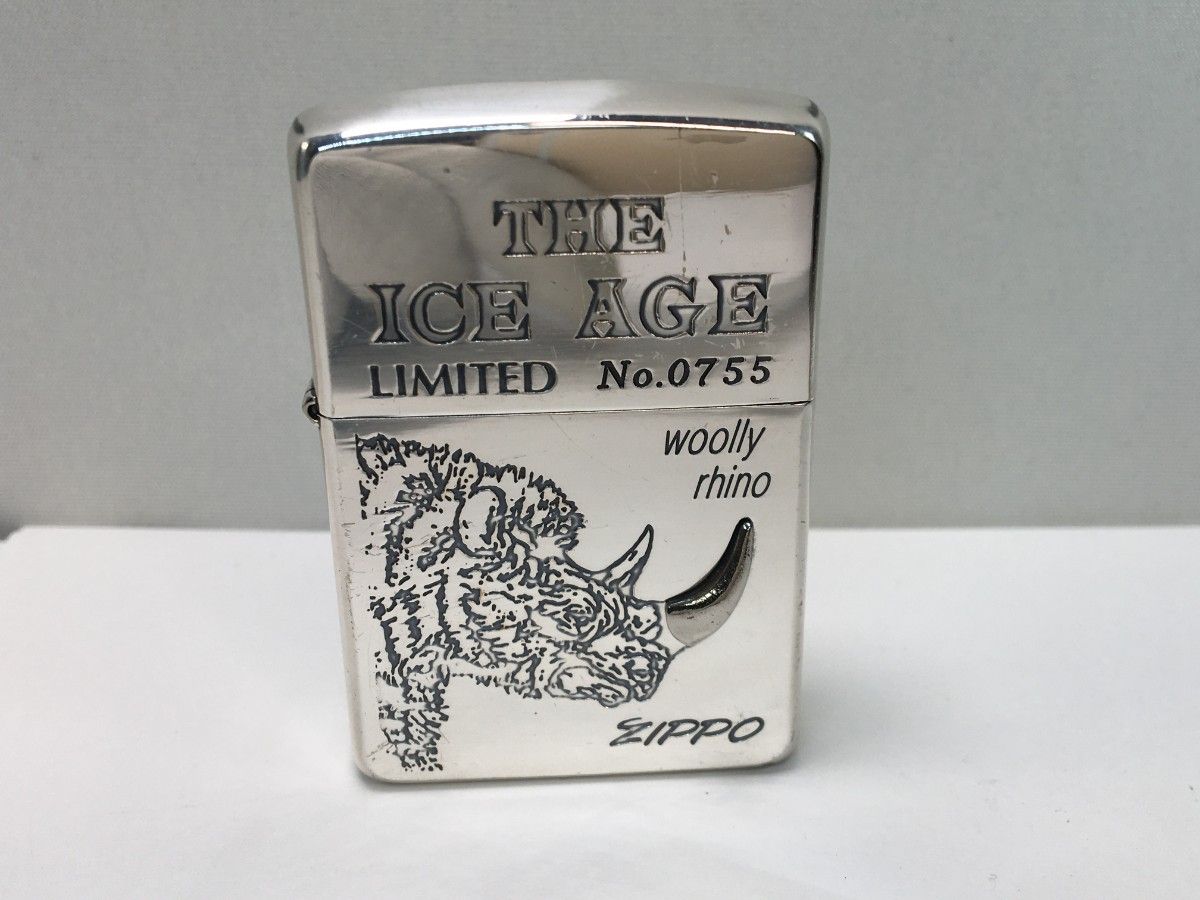 THE
ICE AGE
LIMITED No.0755
woolly
rhino
ZIPPO